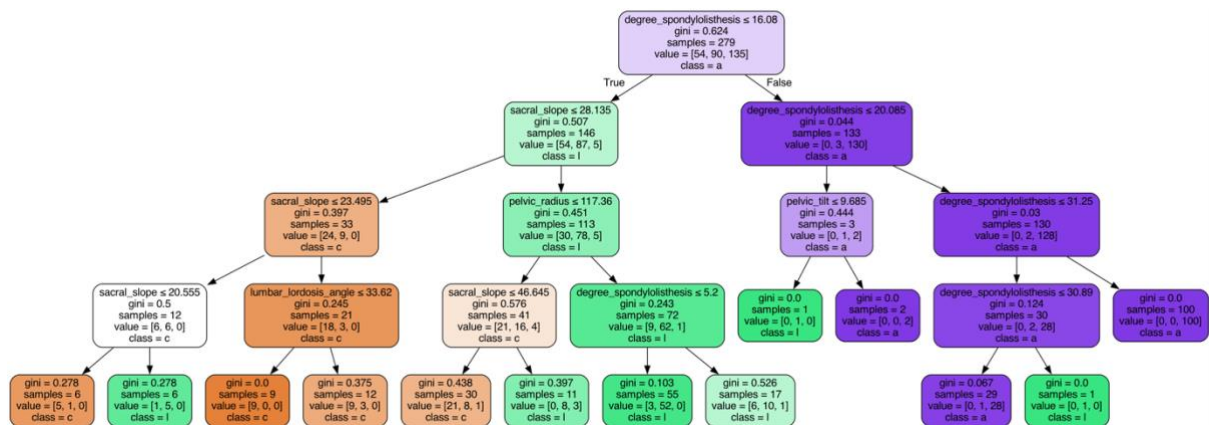 degree_spondylolisthesis ≤ 16.08
gini = 0.624
samples = 279
value = [54, 90, 135]
class = a
True
False
sacral_slope ≤ 28.135
gini = 0.507
samples = 146
value = [54, 87, 5]
class = l
degree_spondylolisthesis ≤ 20.085
gini = 0.044
samples = 133
value = [0, 3, 130]
class = a
sacral_slope ≤ 23.495
gini = 0.397
samples = 33
value = [24, 9, 0]
class = c
pelvic_radius ≤ 117.36
gini = 0.451
samples = 113
value = [30, 78, 5]
class = l
pelvic_tilt ≤ 9.685
gini = 0.444
samples = 3
value = [0, 1, 2]
class = a
degree_spondylolisthesis ≤ 31.25
gini = 0.03
samples = 130
value = [0, 2, 128]
class = a
sacral_slope ≤ 20.555
gini = 0.5
samples = 12
value = [6, 6, 0]
class = c
lumbar_lordosis_angle ≤ 33.62
gini = 0.245
samples = 21
value = [18, 3, 0]
class = c
sacral_slope ≤ 46.645
gini = 0.576
samples = 41
value = [21, 16, 4]
class = c
degree_spondylolisthesis ≤ 5.2
gini = 0.243
samples = 72
value = [9, 62, 1]
class = l
gini = 0.0
samples = 1
value = [0, 1, 0]
class = l
gini = 0.0
samples = 2
value = [0, 0, 2]
class = a
degree_spondylolisthesis ≤ 30.89
gini = 0.124
samples = 30
value = [0, 2, 28]
class = a
gini = 0.0
samples = 100
value = [0, 0, 100]
class = a
gini = 0.278
samples = 6
value = [5, 1, 0]
class = c
gini = 0.278
samples = 6
value = [1, 5, 0]
class = l
gini = 0.0
samples = 9
value = [9, 0, 0]
class = c
gini = 0.375
samples = 12
value = [9, 3, 0]
class = c
gini = 0.438
samples = 30
value = [21, 8, 1]
class = c
gini = 0.397
samples = 11
value = [0, 8, 3]
class = l
gini = 0.103
samples = 55
value = [3, 52, 0]
class = l
gini = 0.526
samples = 17
value = [6, 10, 1]
class = l
gini = 0.067
samples = 29
value = [0, 1, 28]
class = a
gini = 0.0
samples = 1
value = [0, 1, 0]
class = l